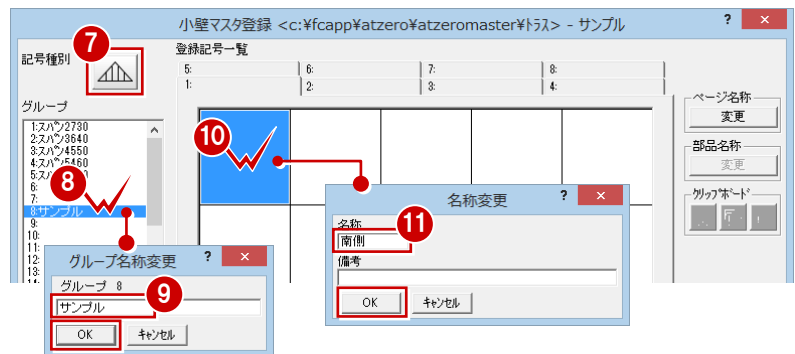 小壁マスタ登録 <c:¥fcapp¥atzero¥atzeromaster¥トラス> - サンプル
?
×
7
記号種別
登録記号一覧
5:
6:
7:
8:
1:
2:
3:
4:
グループ
1:スパン2730
2:スパン3640
3:スパン4550
4:スパン5460
6:
7:
8:サンプル
9:
10:
11:
12:
13:
8
10
ページ名称
変更
部品名称
変更
クリップボード
グループ名称変更
?
×
グループ 8
9
サンプル
OK
キャンセル
名称変更
?
×
名称
11
南側
備考
OK
キャンセル